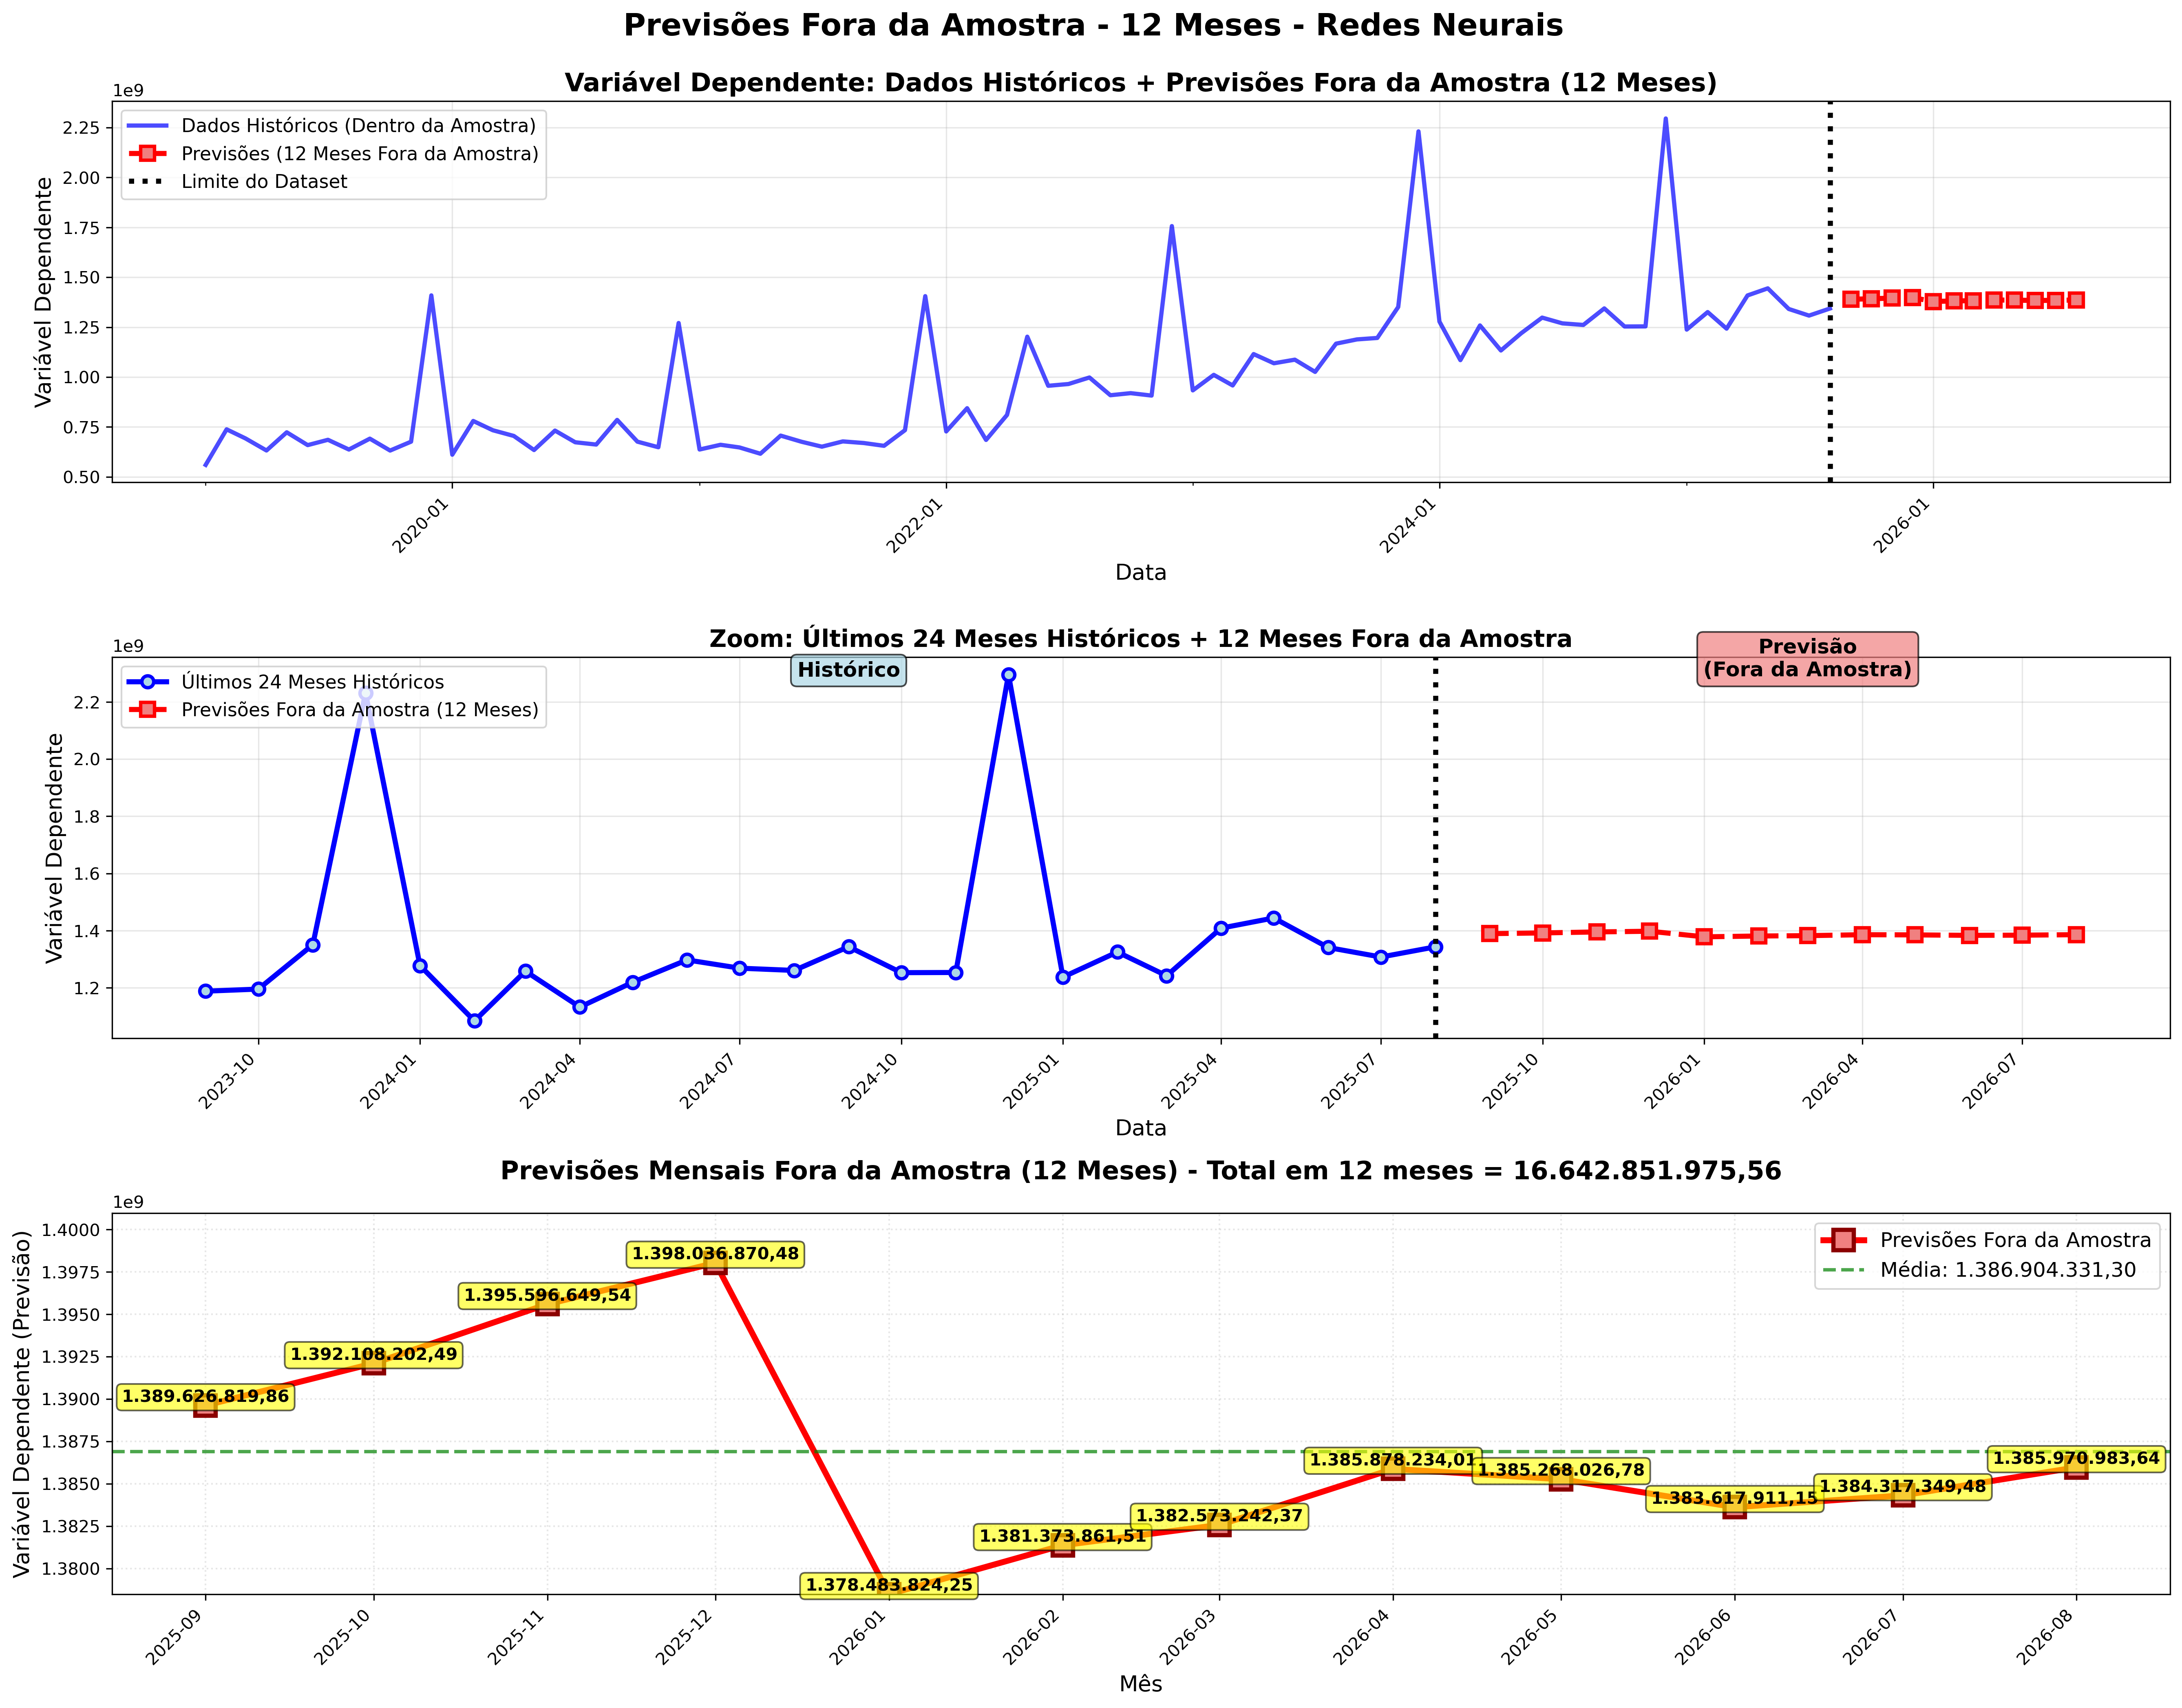 Previsões Fora da Amostra - 12 Meses - Redes Neurais
Variável Dependente: Dados Históricos + Previsões Fora da Amostra (12 Meses)
1e9
Dados Históricos (Dentro da Amostra)
Previsões (12 Meses Fora da Amostra)
Limite do Dataset
Variável Dependente
2.25
2.00
1.75
1.50
1.25
1.00
0.75
0.50
2020-01
2022-01
2024-01
2026-01
Data
Zoom: Últimos 24 Meses Históricos + 12 Meses Fora da Amostra
1e9
Últimos 24 Meses Históricos
Previsões Fora da Amostra (12 Meses)
Histórico
Previsão
(Fora da Amostra)
Variável Dependente
2.2
2.0
1.8
1.6
1.4
1.2
2023-10
2024-01
2024-04
2024-07
2024-10
2025-01
2025-04
2025-07
2025-10
2026-01
2026-04
2026-07
Data
Previsões Mensais Fora da Amostra (12 Meses) - Total em 12 meses = 16.642.851.975,56
1e9
Previsões Fora da Amostra
Média: 1.386.904.331,30
Variável Dependente (Previsão)
1.4000
1.3975
1.3950
1.3925
1.3900
1.3875
1.3850
1.3825
1.3800
1.389.626.819,86
1.392.108.202,49
1.395.596.649,54
1.398.036.870,48
1.378.483.824,25
1.381.373.861,51
1.382.573.242,37
1.385.878.234,01
1.385.268.026,78
1.383.617.911,15
1.384.317.349,48
1.385.970.983,64
2025-09
2025-10
2025-11
2025-12
2026-01
2026-02
2026-03
2026-04
2026-05
2026-06
2026-07
2026-08
Mês